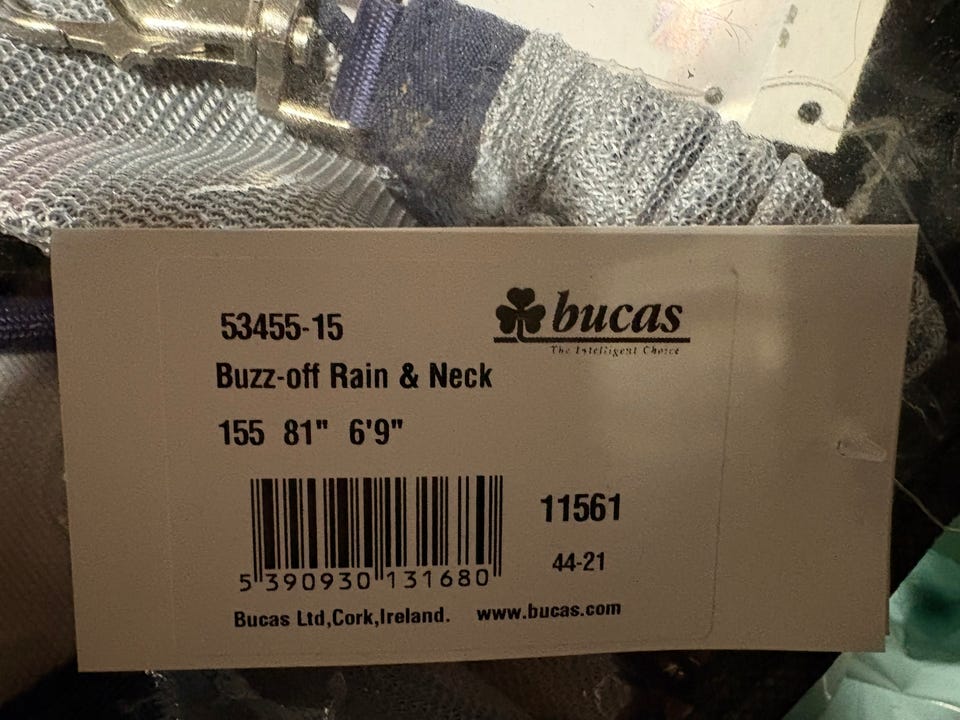 53455-15
bucas
The Intelligent Choice
Buzz-off Rain & Neck
155 81" 6'9"
11561
44-21
5 390930 131680
Bucas Ltd,Cork,Ireland. www.bucas.com